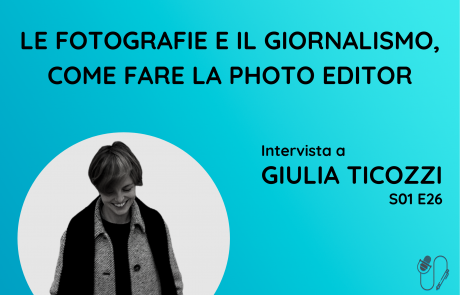 LE FOTOGRAFIE E IL GIORNALISMO,
COME FARE LA PHOTO EDITOR
Intervista a
GIULIA TICOZZI
S01 E26